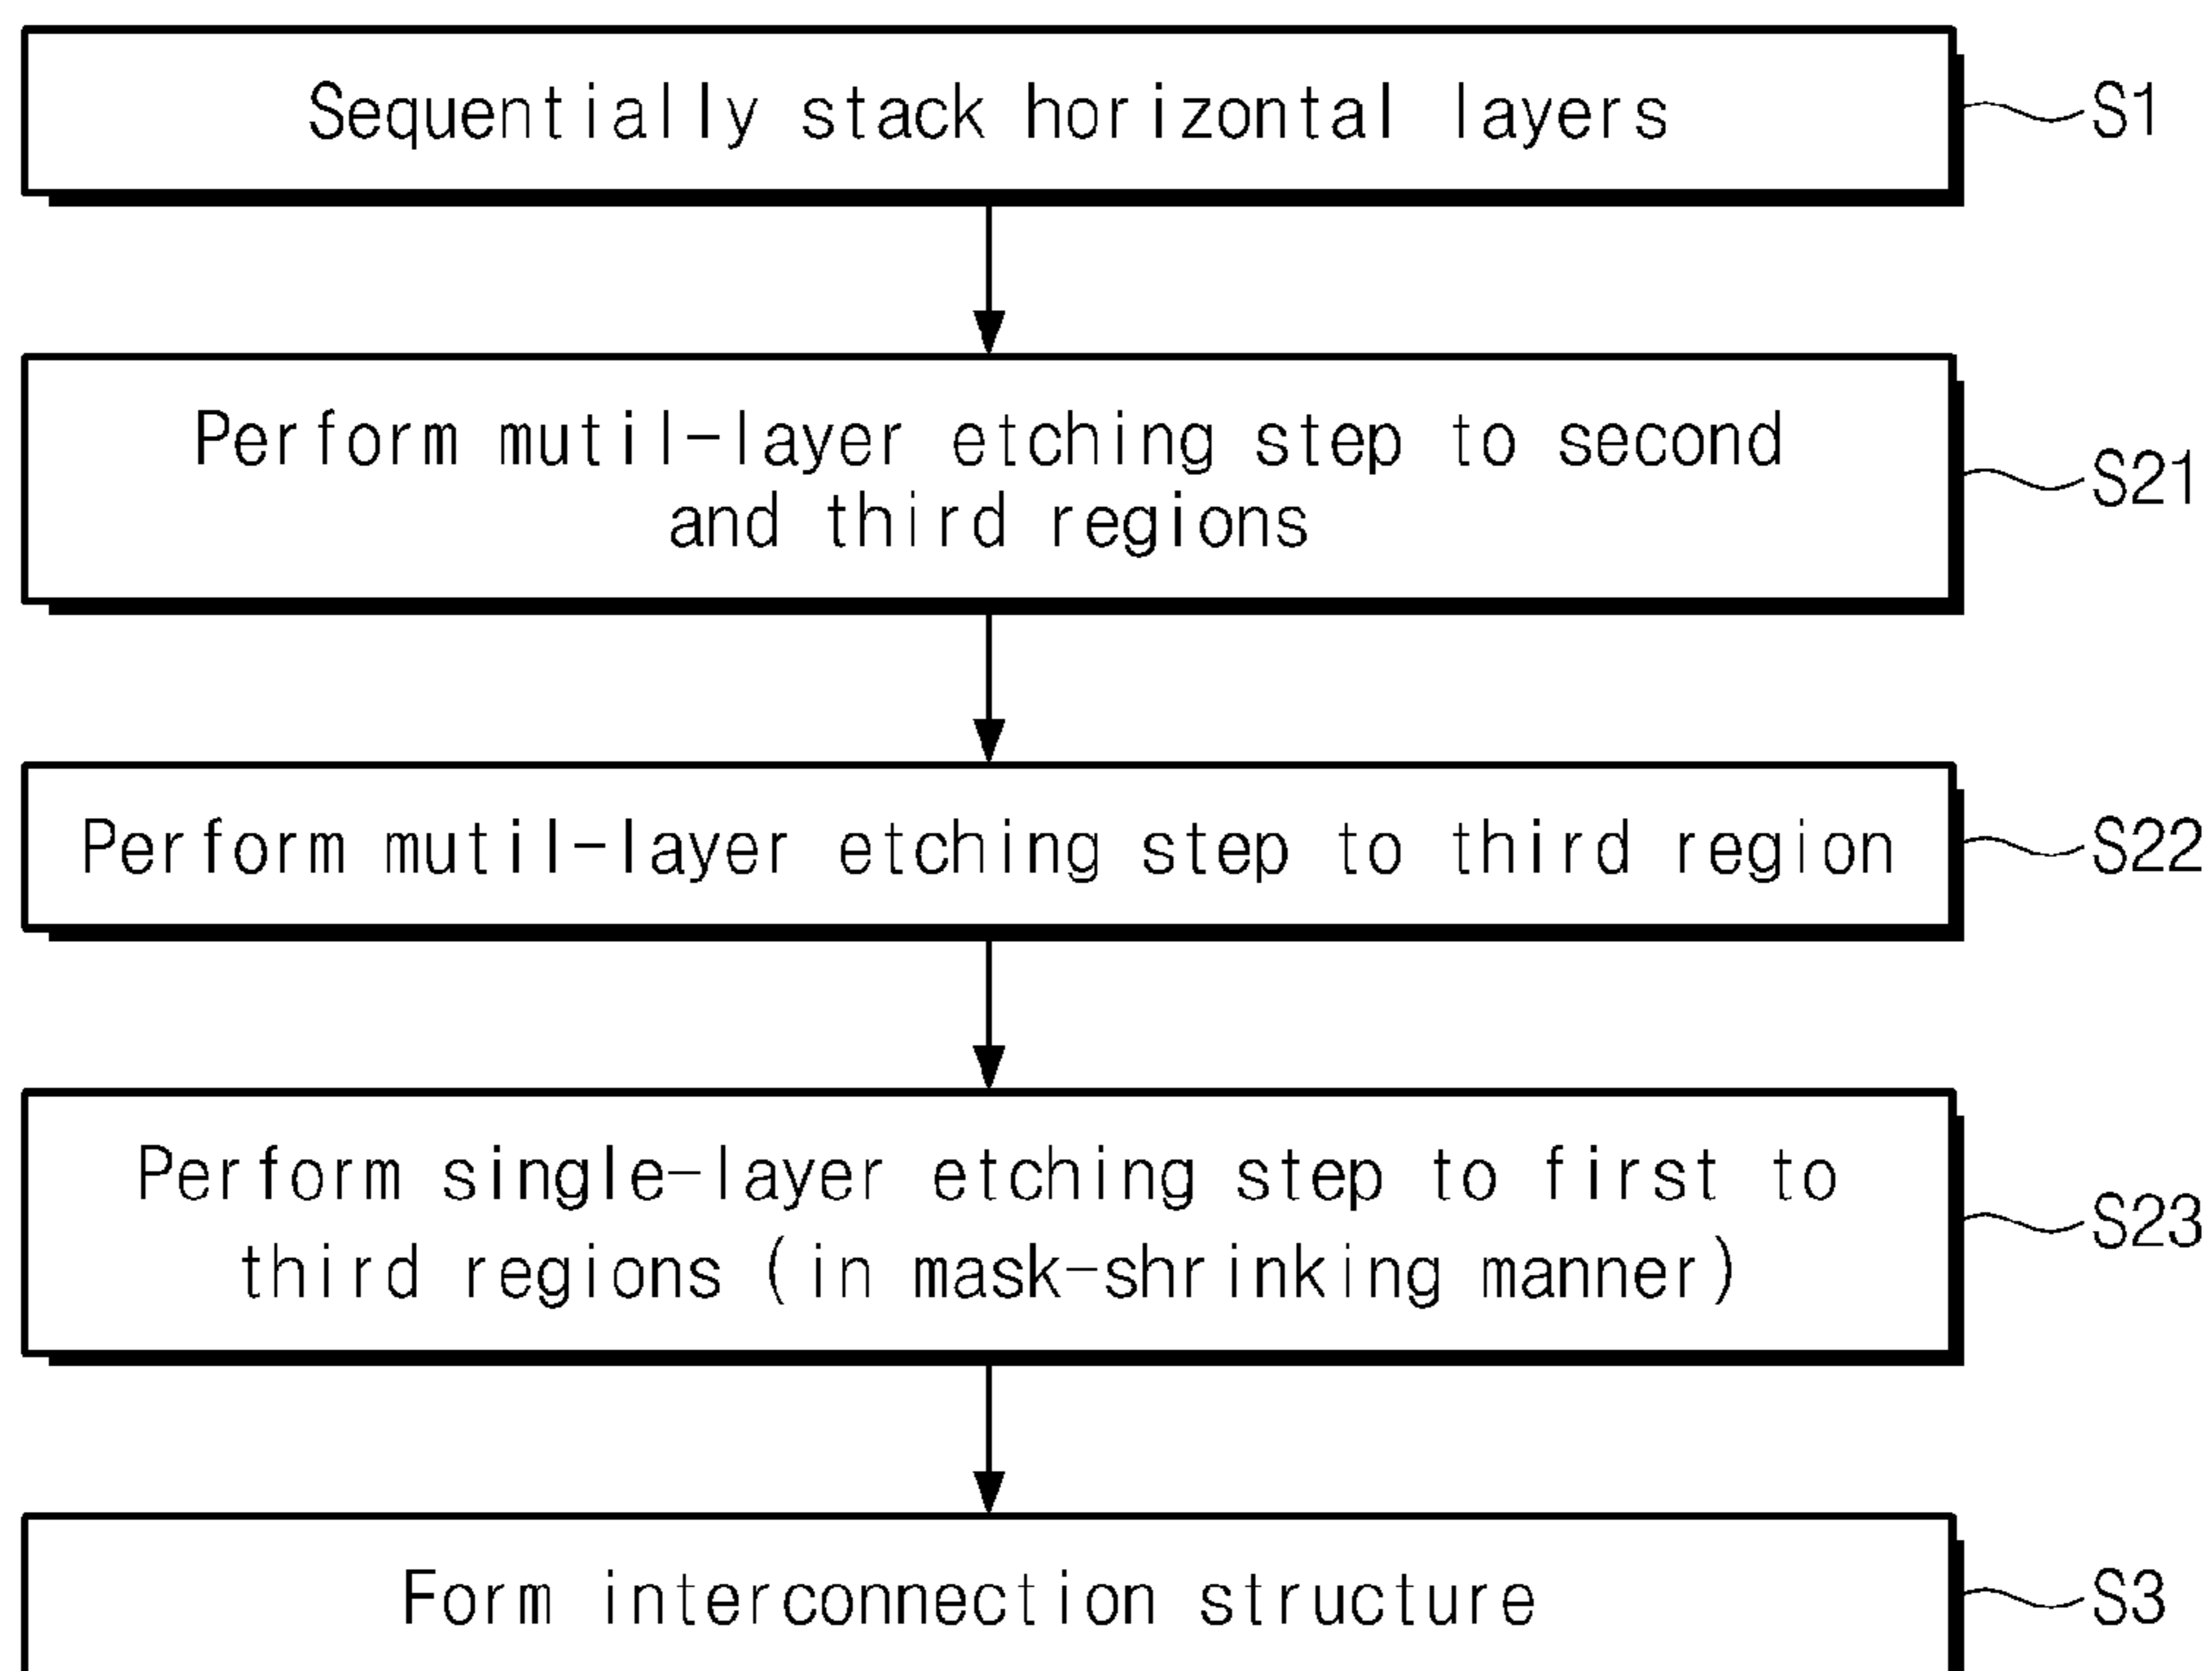 Sequentially stack horizontal layers
S1
Perform mutil-layer etching step to second
and third regions
S21
Perform mutil-layer etching step to third region
S22
Perform single-layer etching step to first to
third regions (in mask-shrinking manner)
S23
Form interconnection structure
S3